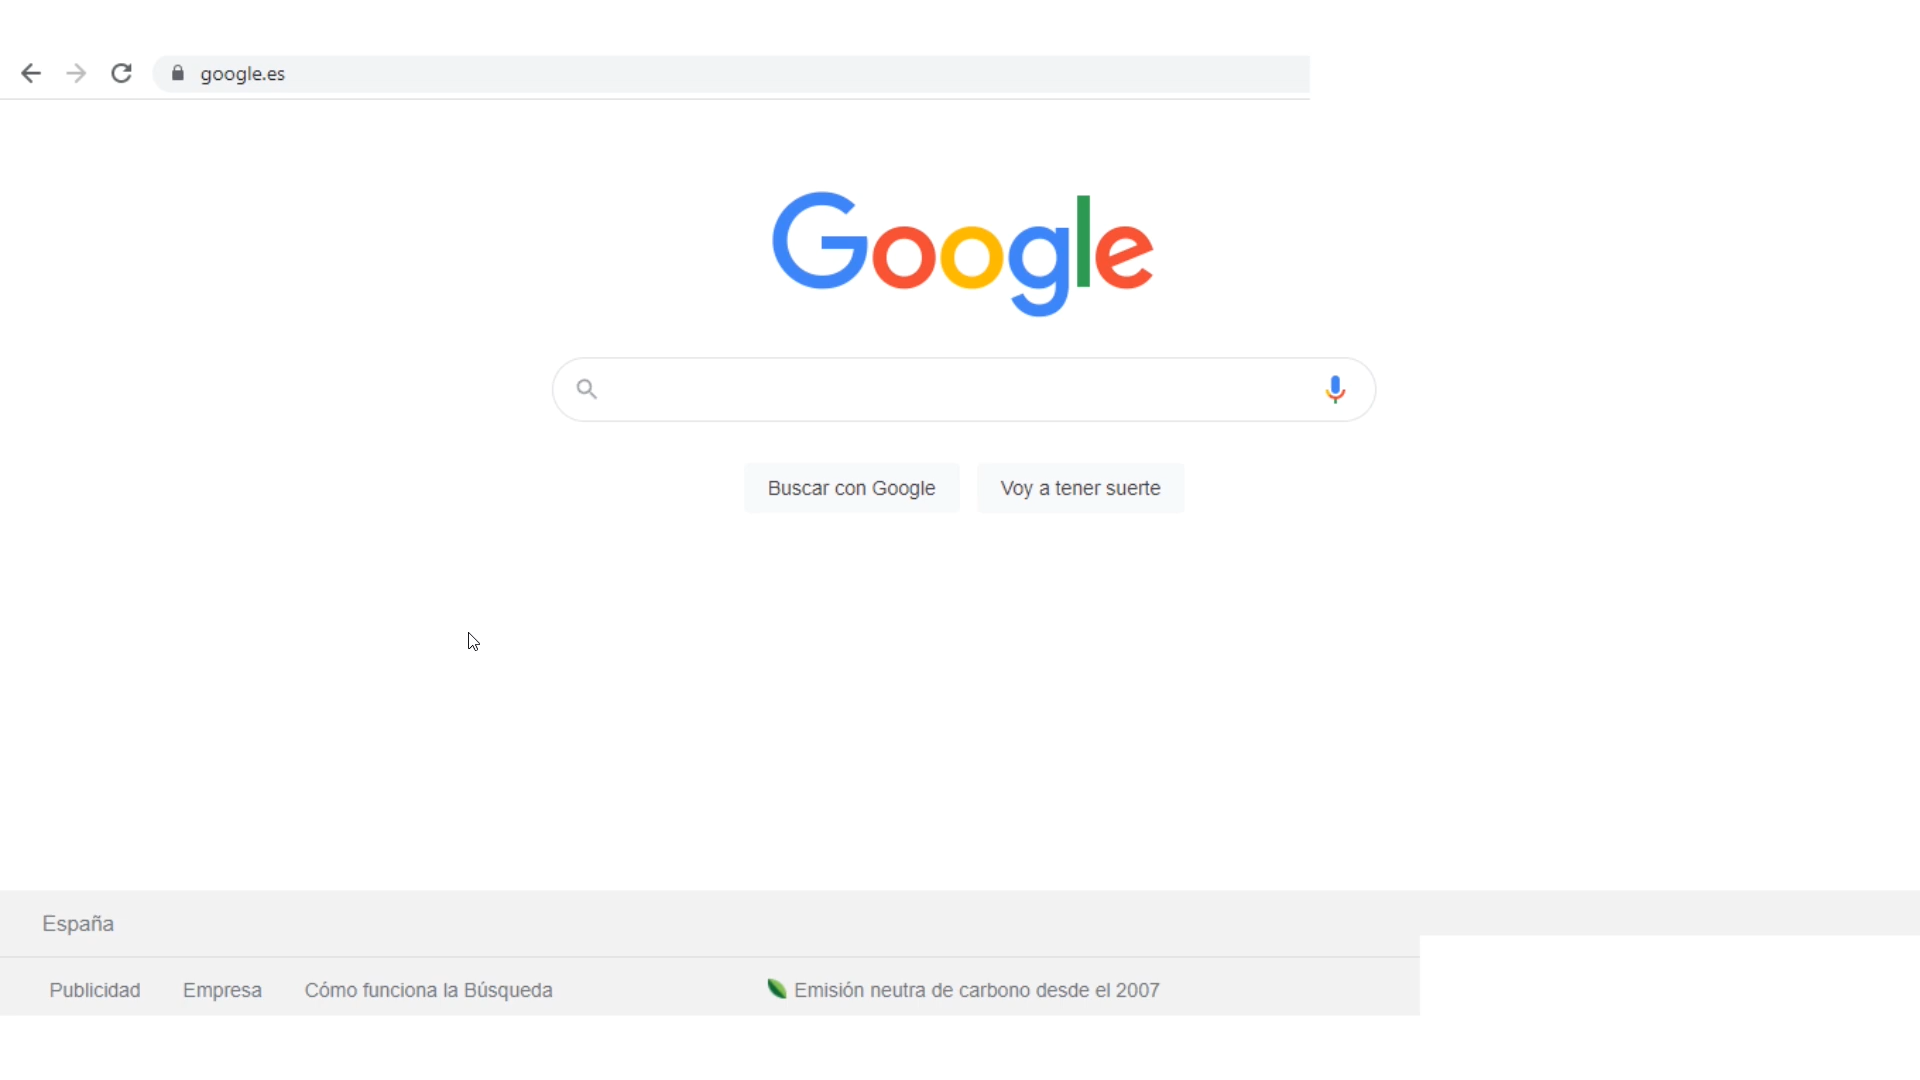 google.es
Google
Buscar con Google
Voy a tener suerte
España
Publicidad Empresa Cómo funciona la Búsqueda Emisión neutra de carbono desde el 2007